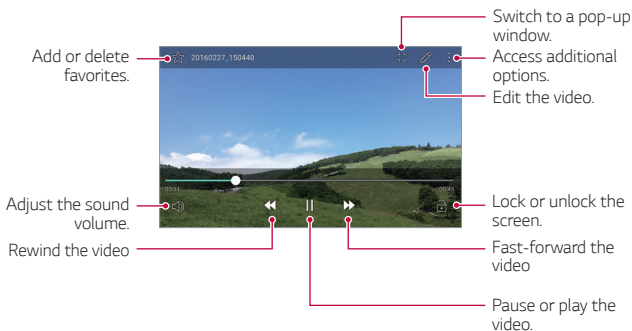 Switch to a pop-up
window.
Add or delete
favorites.
20160227_150440
Access additional
options.
Edit the video.
00:11
00:45
Adjust the sound
volume.
Lock or unlock the
screen.
Rewind the video
Fast-forward the
video
Pause or play the
video.